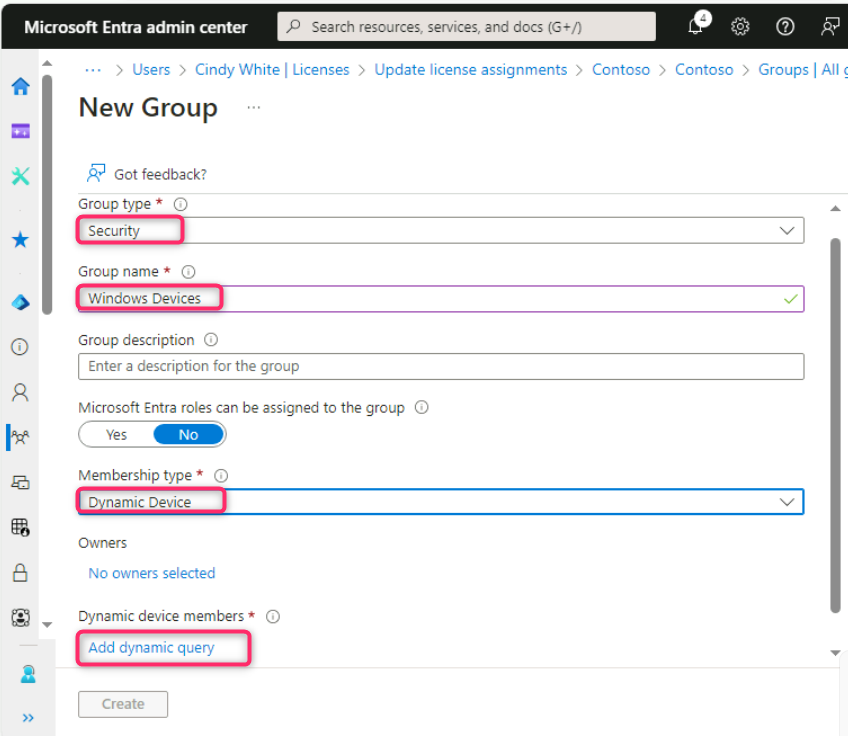 Microsoft Entra admin center
Search resources, services, and docs (G+/)
4
... > Users > Cindy White | Licenses > Update license assignments > Contoso > Contoso > Groups | All g
New Group ...
Got feedback?
Group type *
Security
Group name *
Windows Devices
Group description
Enter a description for the group
Microsoft Entra roles can be assigned to the group
Yes No
Membership type *
Dynamic Device
Owners
No owners selected
Dynamic device members *
Add dynamic query
Create